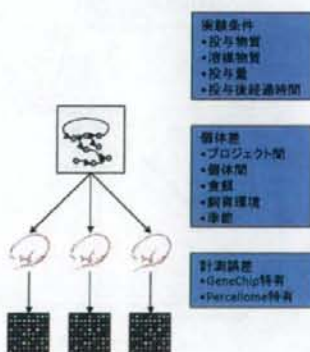 実験条件
•投与物質
•溶媒物質
•投与量
•投与後経過時間
個体差
•プロジェクト間
•個体間
•食餌
•飼育環境
•季節
計測誤差
•GeneChip特有
•Percellome特有